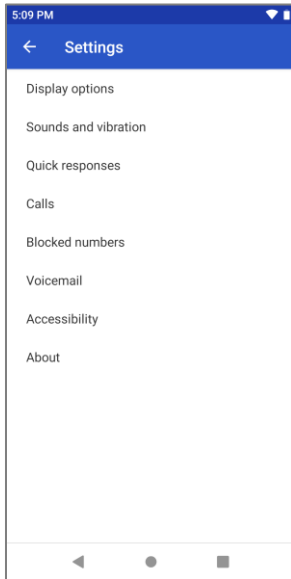 5:09 PM
Settings
Display options
Sounds and vibration
Quick responses
Calls
Blocked numbers
Voicemail
Accessibility
About